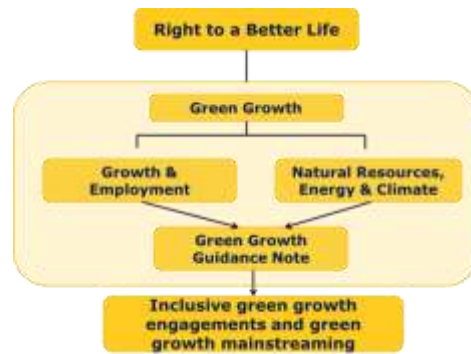 Right to a Better Life
Green Growth
Growth &
Employment
Natural Resources,
Energy & Climate
Green Growth
Guidance Note
Inclusive green growth
engagements and green
growth mainstreaming